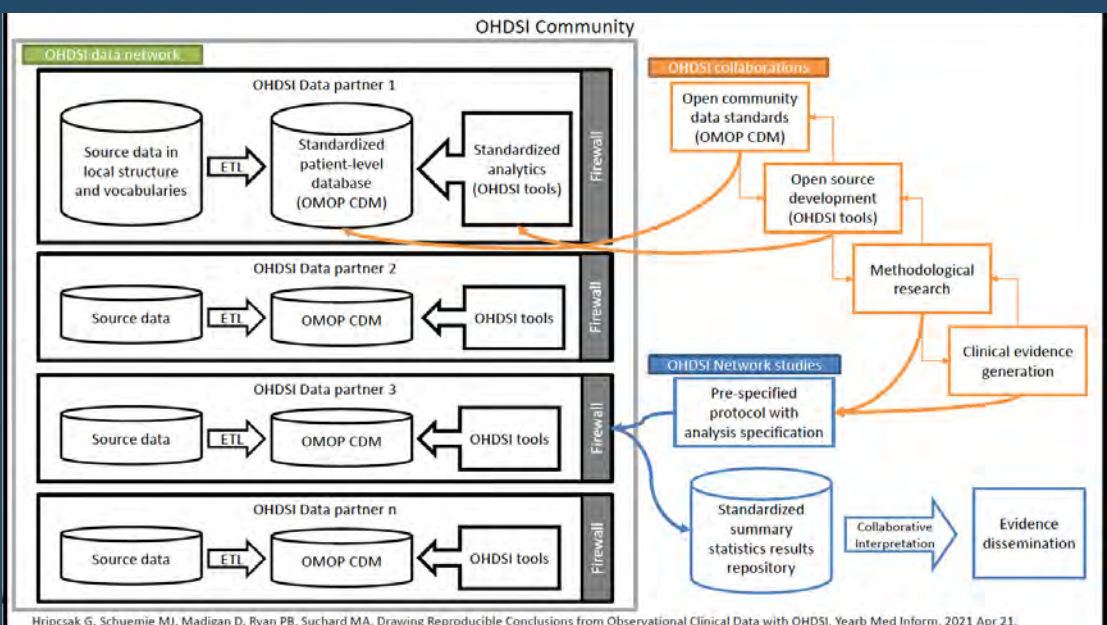 OHDSI Community
OHDSI data network
OHDSI Data partner 1
Source data in
local structure
and vocabularies
ETL
Standardized
patient-level
database
(OMOP CDM)
Standardized
analytics
(OHDSI tools)
Firewall
OHDSI Data partner 2
Source data
ETL
OMOP CDM
OHDSI tools
Firewall
OHDSI Data partner 3
Source data
ETL
OMOP CDM
OHDSI tools
Firewall
OHDSI Data partner n
Source data
ETL
OMOP CDM
OHDSI tools
Firewall
OHDSI collaborations
Open community
data standards
(OMOP CDM)
Open source
development
(OHDSI tools)
Methodological
research
Clinical evidence
generation
OHDSI Network studies
Pre-specified
protocol with
analysis specification
Standardized
summary
statistics results
repository
Collaborative
Interpretation
Evidence
dissemination
Hripcsak G, Schuemie MJ, Madigan D, Ryan PB, Suchard MA. Drawing Reproducible Conclusions from Observational Clinical Data with OHDSI. Yearb Med Inform. 2021 Apr 21.